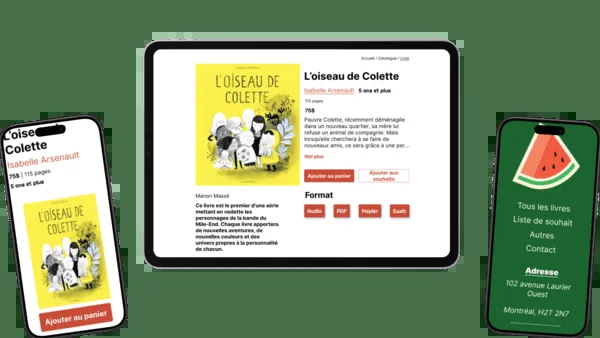 L'oise
Colette
Isabelle Arsenault
75$ | 115 pages
5 ans et plus
L'OISEAU DE
COLETTE
Ajouter au panier
L'OISEAU DE
COLETTE
Manon Massé
Ce livre est le premier d'une série
mettant en vedette les
personnages de la bande du
Mile-End. Chaque livre apportera
de nouvelles aventures, de
nouvelles couleurs et des
univers propres à la personnalité
de chacun.
Accueil / Catalogue / Livre
L'oiseau de Colette
Isabelle Arsenault 5 ans et plus
115 pages
75$
Pauvre Colette, récemment déménagée
dans un nouveau quartier, sa mère lui
refuse un animal de compagnie. Mais
lorsqu'elle cherchera à se faire de
nouveaux amis, ce sera grâce à une per...
Voir plus
Ajouter au panier
Ajouter aux
souhaits
Format
Audio
PDF
Papier
Eueb
Tous les livres
Liste de souhait
Autres
Contact
Adresse
102 avenue Laurier
Ouest
Montréal, H2T 2N7